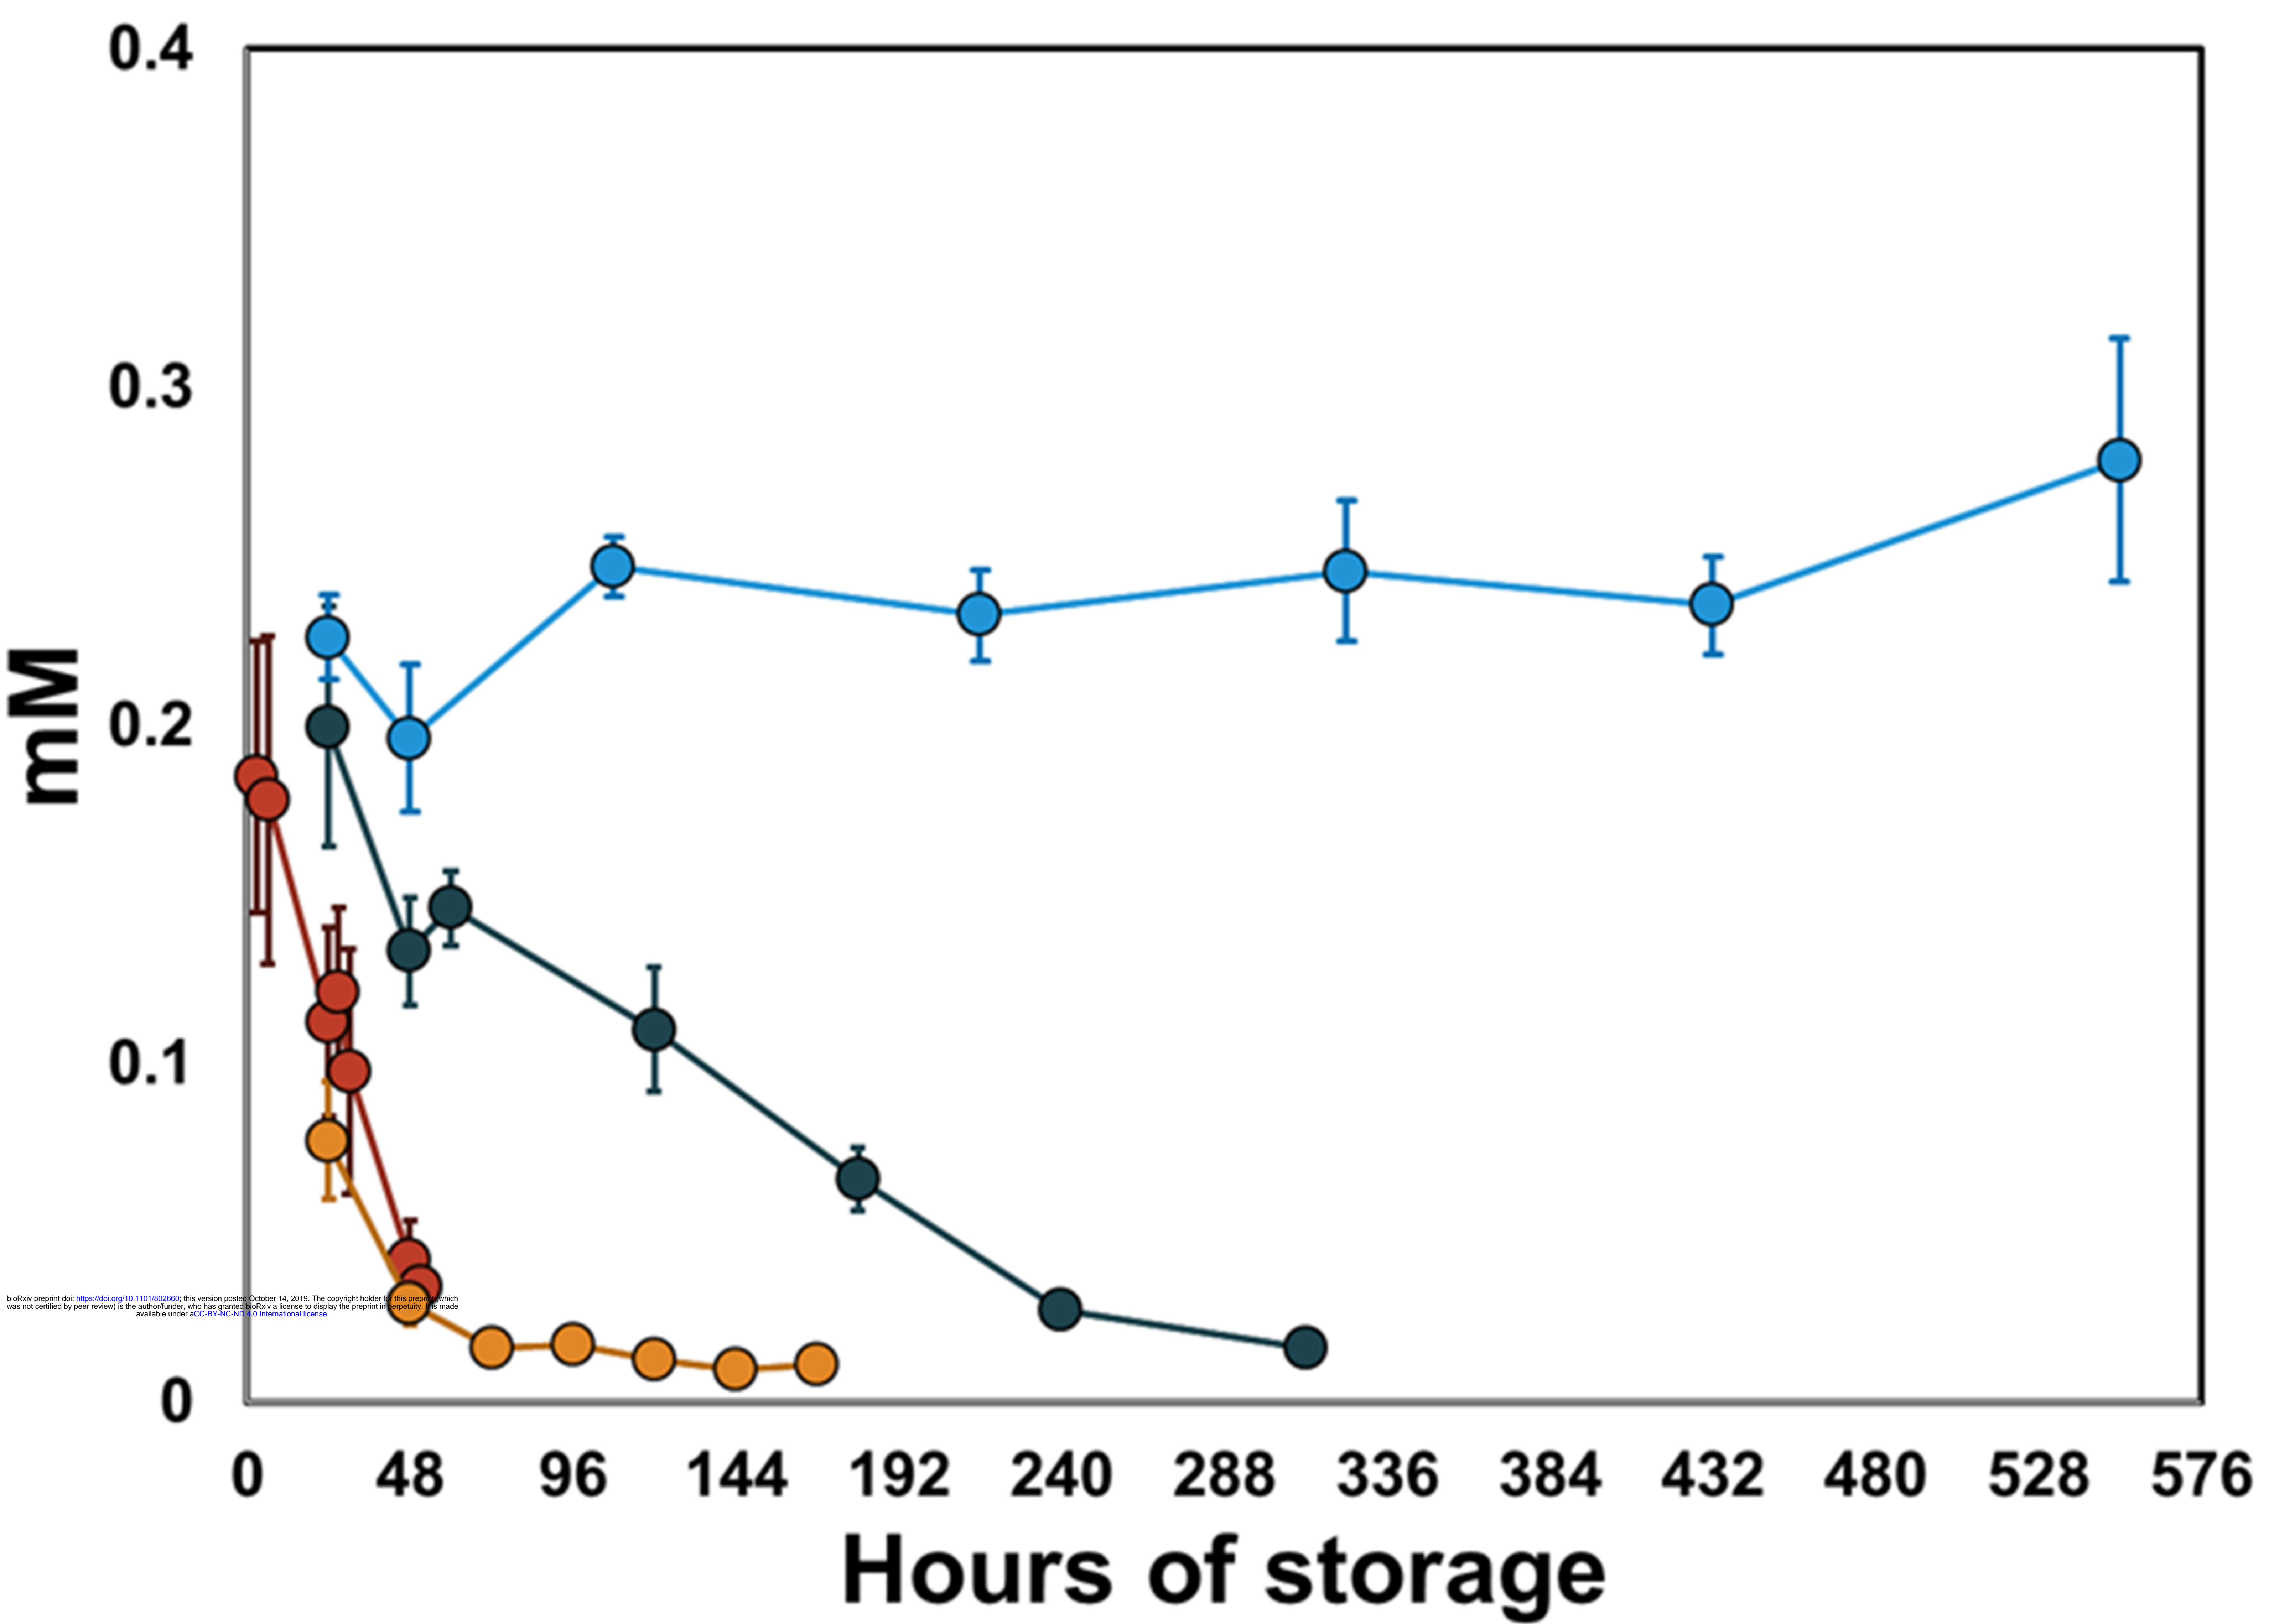 0.4
0.3
0.2
0.1
0
mM
bioRxiv preprint doi: https://doi.org/10.1101/802660; this version posted October 14, 2019. The copyright holder for this preprint (which
was not certified by peer review) is the author/funder, who has granted bioRxiv a license to display the preprint in perpetuity. It is made
available under aCC-BY-NC-ND 4.0 International license.
0 48 96 144 192 240 288 336 384 432 480 528 576
Hours of storage